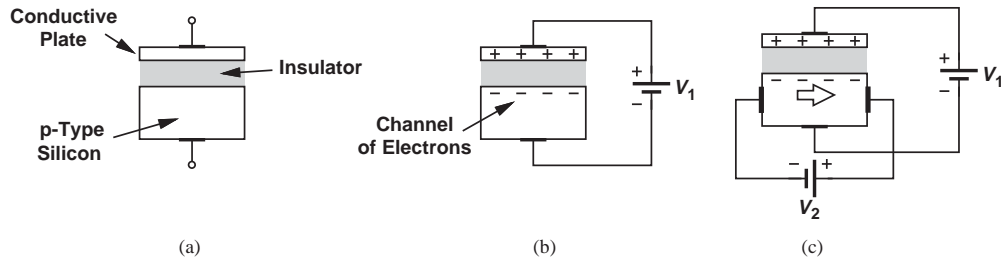 Conductive
Plate
Insulator
p-Type
Silicon
(a)
+ + + +
– – – –
Channel
of Electrons
+
V1
–
(b)
+ + + +
– – – –
+
V1
–
– +
V2
(c)